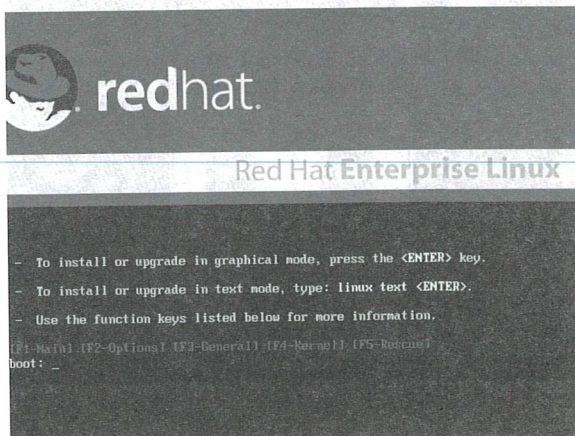 redhat.
Red Hat Enterprise Linux
- To install or upgrade in graphical mode, press the <ENTER> key.
- To install or upgrade in text mode, type: linux text <ENTER>.
- Use the function keys listed below for more information.
[F1-Main] [F2-Options] [F3-General] [F4-Kernel] [F5-Rescue]
boot: _